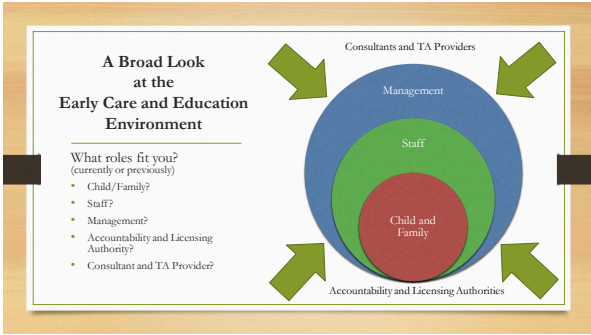 A Broad Look
at the
Early Care and Education
Environment
What roles fit you?
(currently or previously)
• Child/Family?
• Staff?
• Management?
• Accountability and Licensing
Authority?
• Consultant and TA Provider?
Consultants and TA Providers
Management
Staff
Child and
Family
Accountability and Licensing Authorities